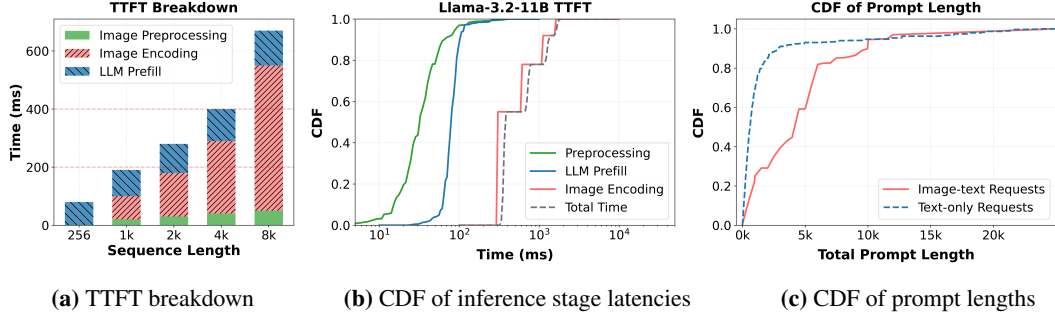 TTFT Breakdown
Time (ms)
600
400
200
0
Image Preprocessing
Image Encoding
LLM Prefill
256 1k 2k 4k 8k
Sequence Length
(a) TTFT breakdown
Llama-3.2-11B TTFT
CDF
1.0
0.8
0.6
0.4
0.2
0.0
Preprocessing
LLM Prefill
Image Encoding
Total Time
10¹ 10² 10³ 10⁴
Time (ms)
(b) CDF of inference stage latencies
CDF of Prompt Length
CDF
1.0
0.8
0.6
0.4
0.2
0.0
Image-text Requests
Text-only Requests
0k 5k 10k 15k 20k
Total Prompt Length
(c) CDF of prompt lengths